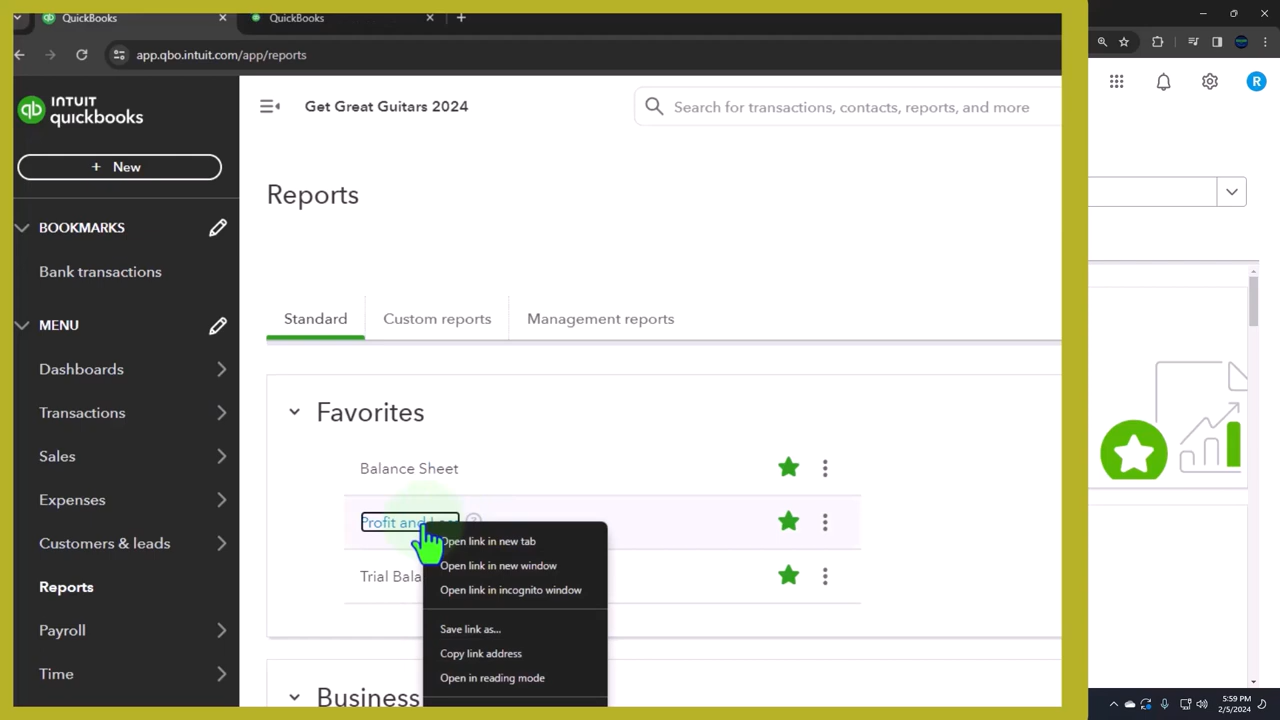 QuickBooks
QuickBooks
app.qbo.intuit.com/app/reports
qb INTUIT
quickbooks
Get Great Guitars 2024
Search for transactions, contacts, reports, and more
R
+ New
Reports
BOOKMARKS
Bank transactions
MENU
Standard
Custom reports
Management reports
Dashboards
Transactions
Sales
Expenses
Customers & leads
Reports
Payroll
Time
Favorites
Balance Sheet
Profit and Loss
Trial Bala
Open link in new tab
Open link in new window
Open link in incognito window
Save link as...
Copy link address
Open in reading mode
Business
5:59 PM
2/5/2024